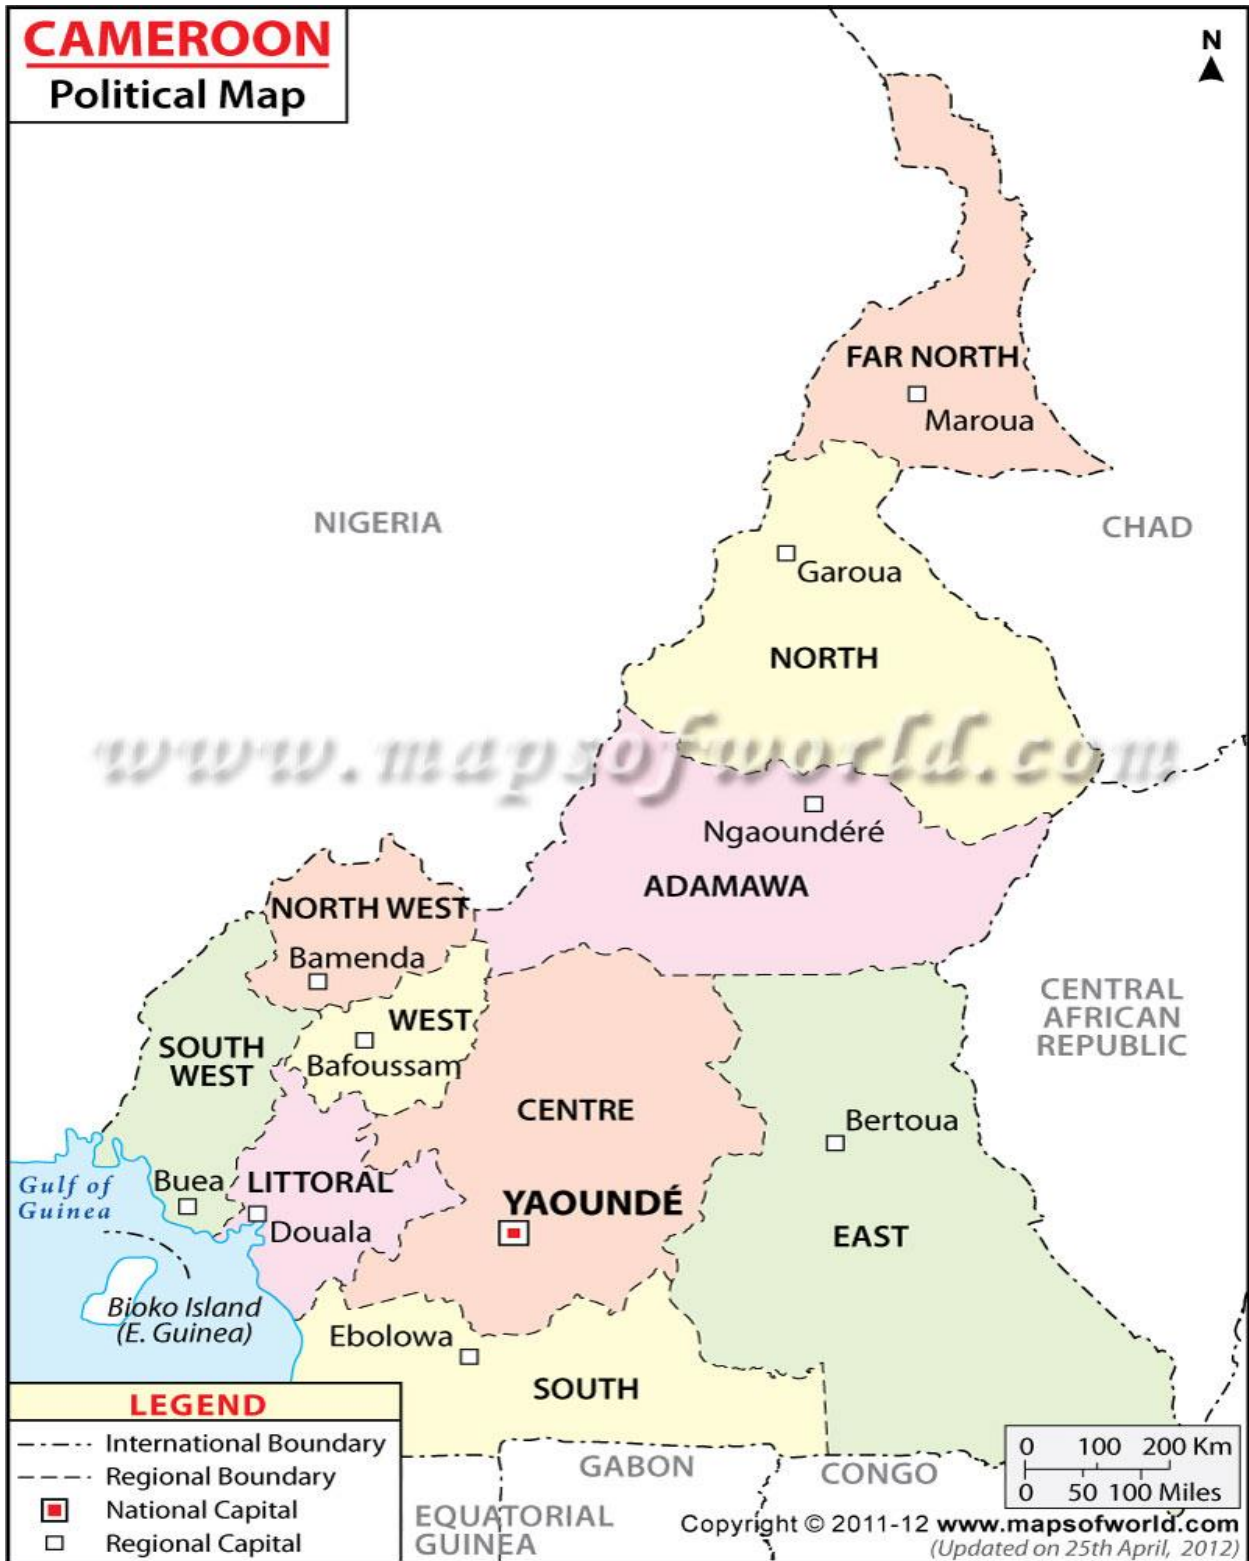 CAMEROON
Political Map
N
FAR NORTH
Maroua
NIGERIA
CHAD
Garoua
NORTH
www.mapsofworld.com
Ngaoundéré
ADAMAWA
NORTH WEST
Bamenda
CENTRAL
AFRICAN
REPUBLIC
WEST
SOUTH
WEST
Bafoussam
CENTRE
Bertoua
Buea
LITTORAL
Gulf of
Guinea
YAOUNDÉ
Douala
EAST
Bioko Island
(E. Guinea)
Ebolowa
SOUTH
LEGEND
International Boundary
Regional Boundary
National Capital
Regional Capital
GABON
CONGO
EQUATORIAL
GUINEA
0 100 200 Km
0 50 100 Miles
Copyright © 2011-12 www.mapsofworld.com
(Updated on 25th April, 2012)